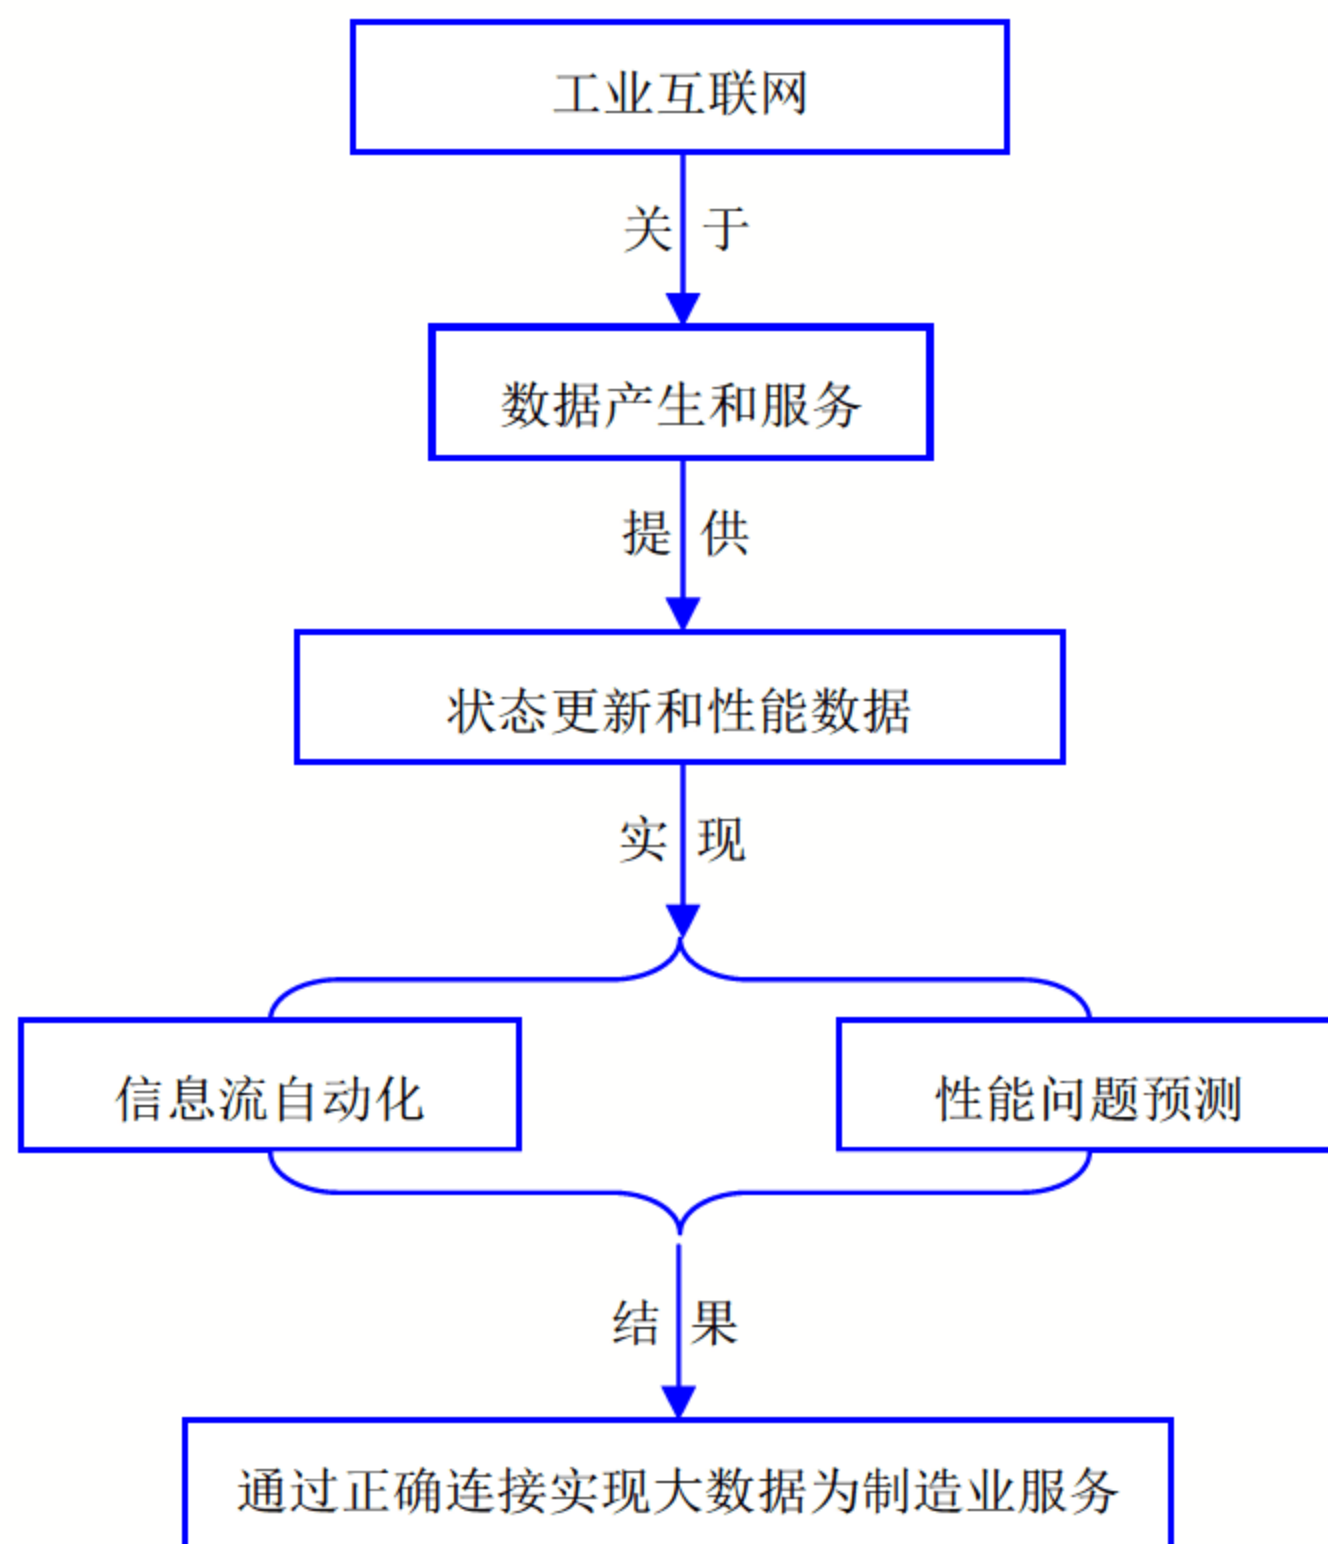 工业互联网
关于
数据产生和服务
提供
状态更新和性能数据
实现
信息流自动化
性能问题预测
结果
通过正确连接实现大数据为制造业服务